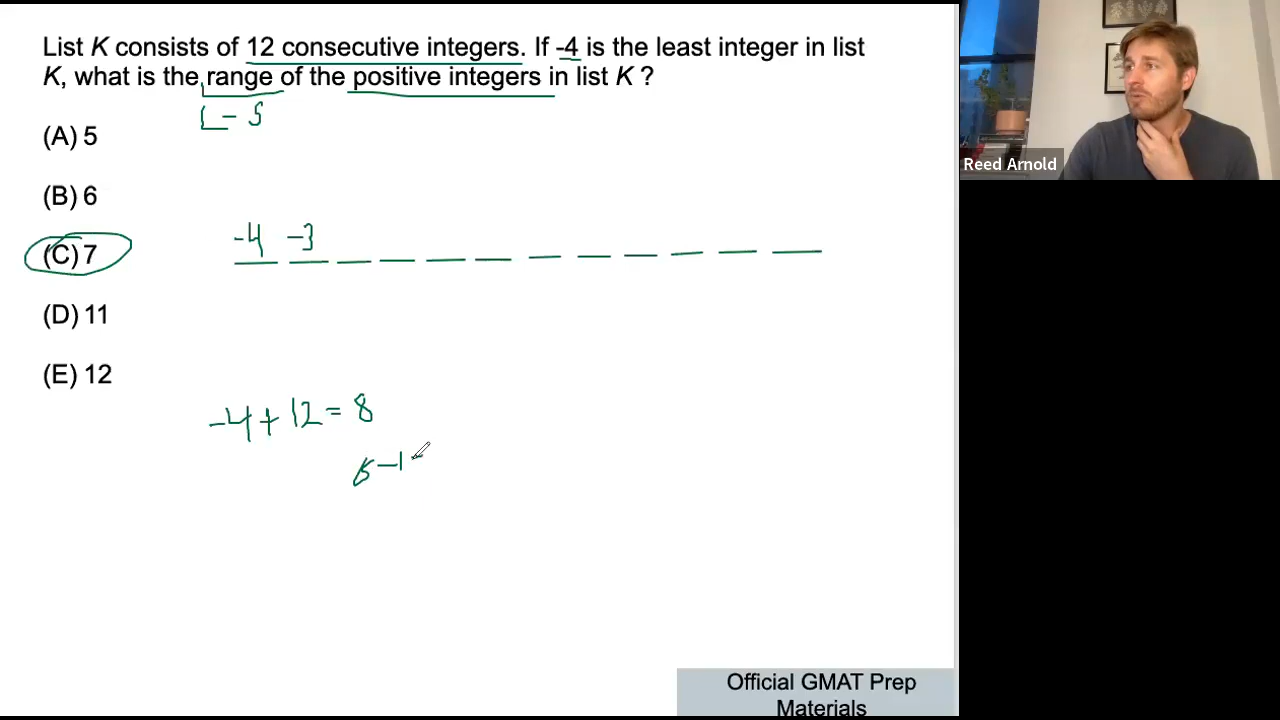 List K consists of 12 consecutive integers. If -4 is the least integer in list
K, what is the range of the positive integers in list K ?
L - S
(A) 5
(B) 6
(C) 7
-4 -3
(D) 11
(E) 12
-4 + 12 = 8
8 - 1
Reed Arnold
Official GMAT Prep
Materials